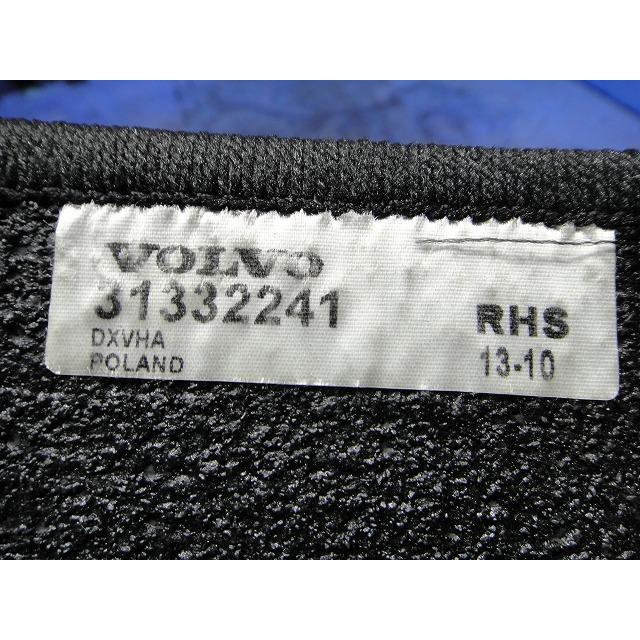 VOLVO
31332241
DXVHA
POLAND
RHS
13-10